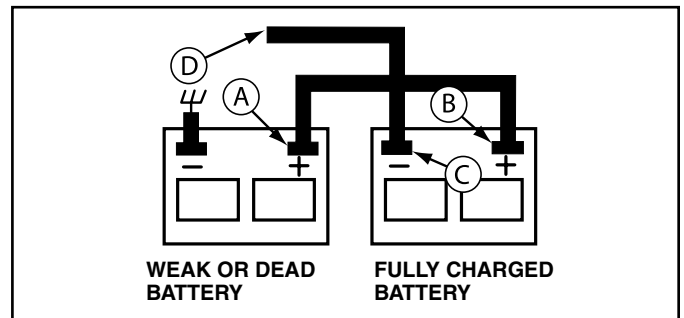 D
A
B
− + − +
C
WEAK OR DEAD
BATTERY
FULLY CHARGED
BATTERY